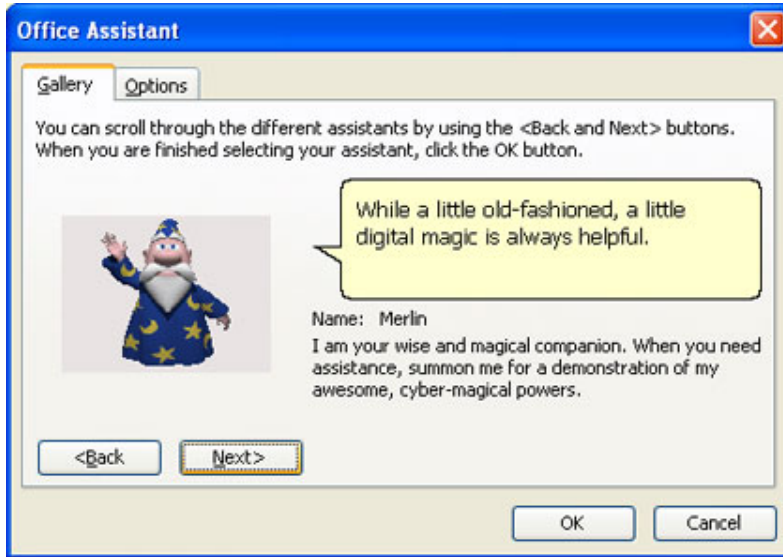 Office Assistant
Gallery Options
You can scroll through the different assistants by using the <Back and Next> buttons.
When you are finished selecting your assistant, click the OK button.
While a little old-fashioned, a little
digital magic is always helpful.
Name: Merlin
I am your wise and magical companion. When you need
assistance, summon me for a demonstration of my
awesome, cyber-magical powers.
<Back Next>
OK Cancel